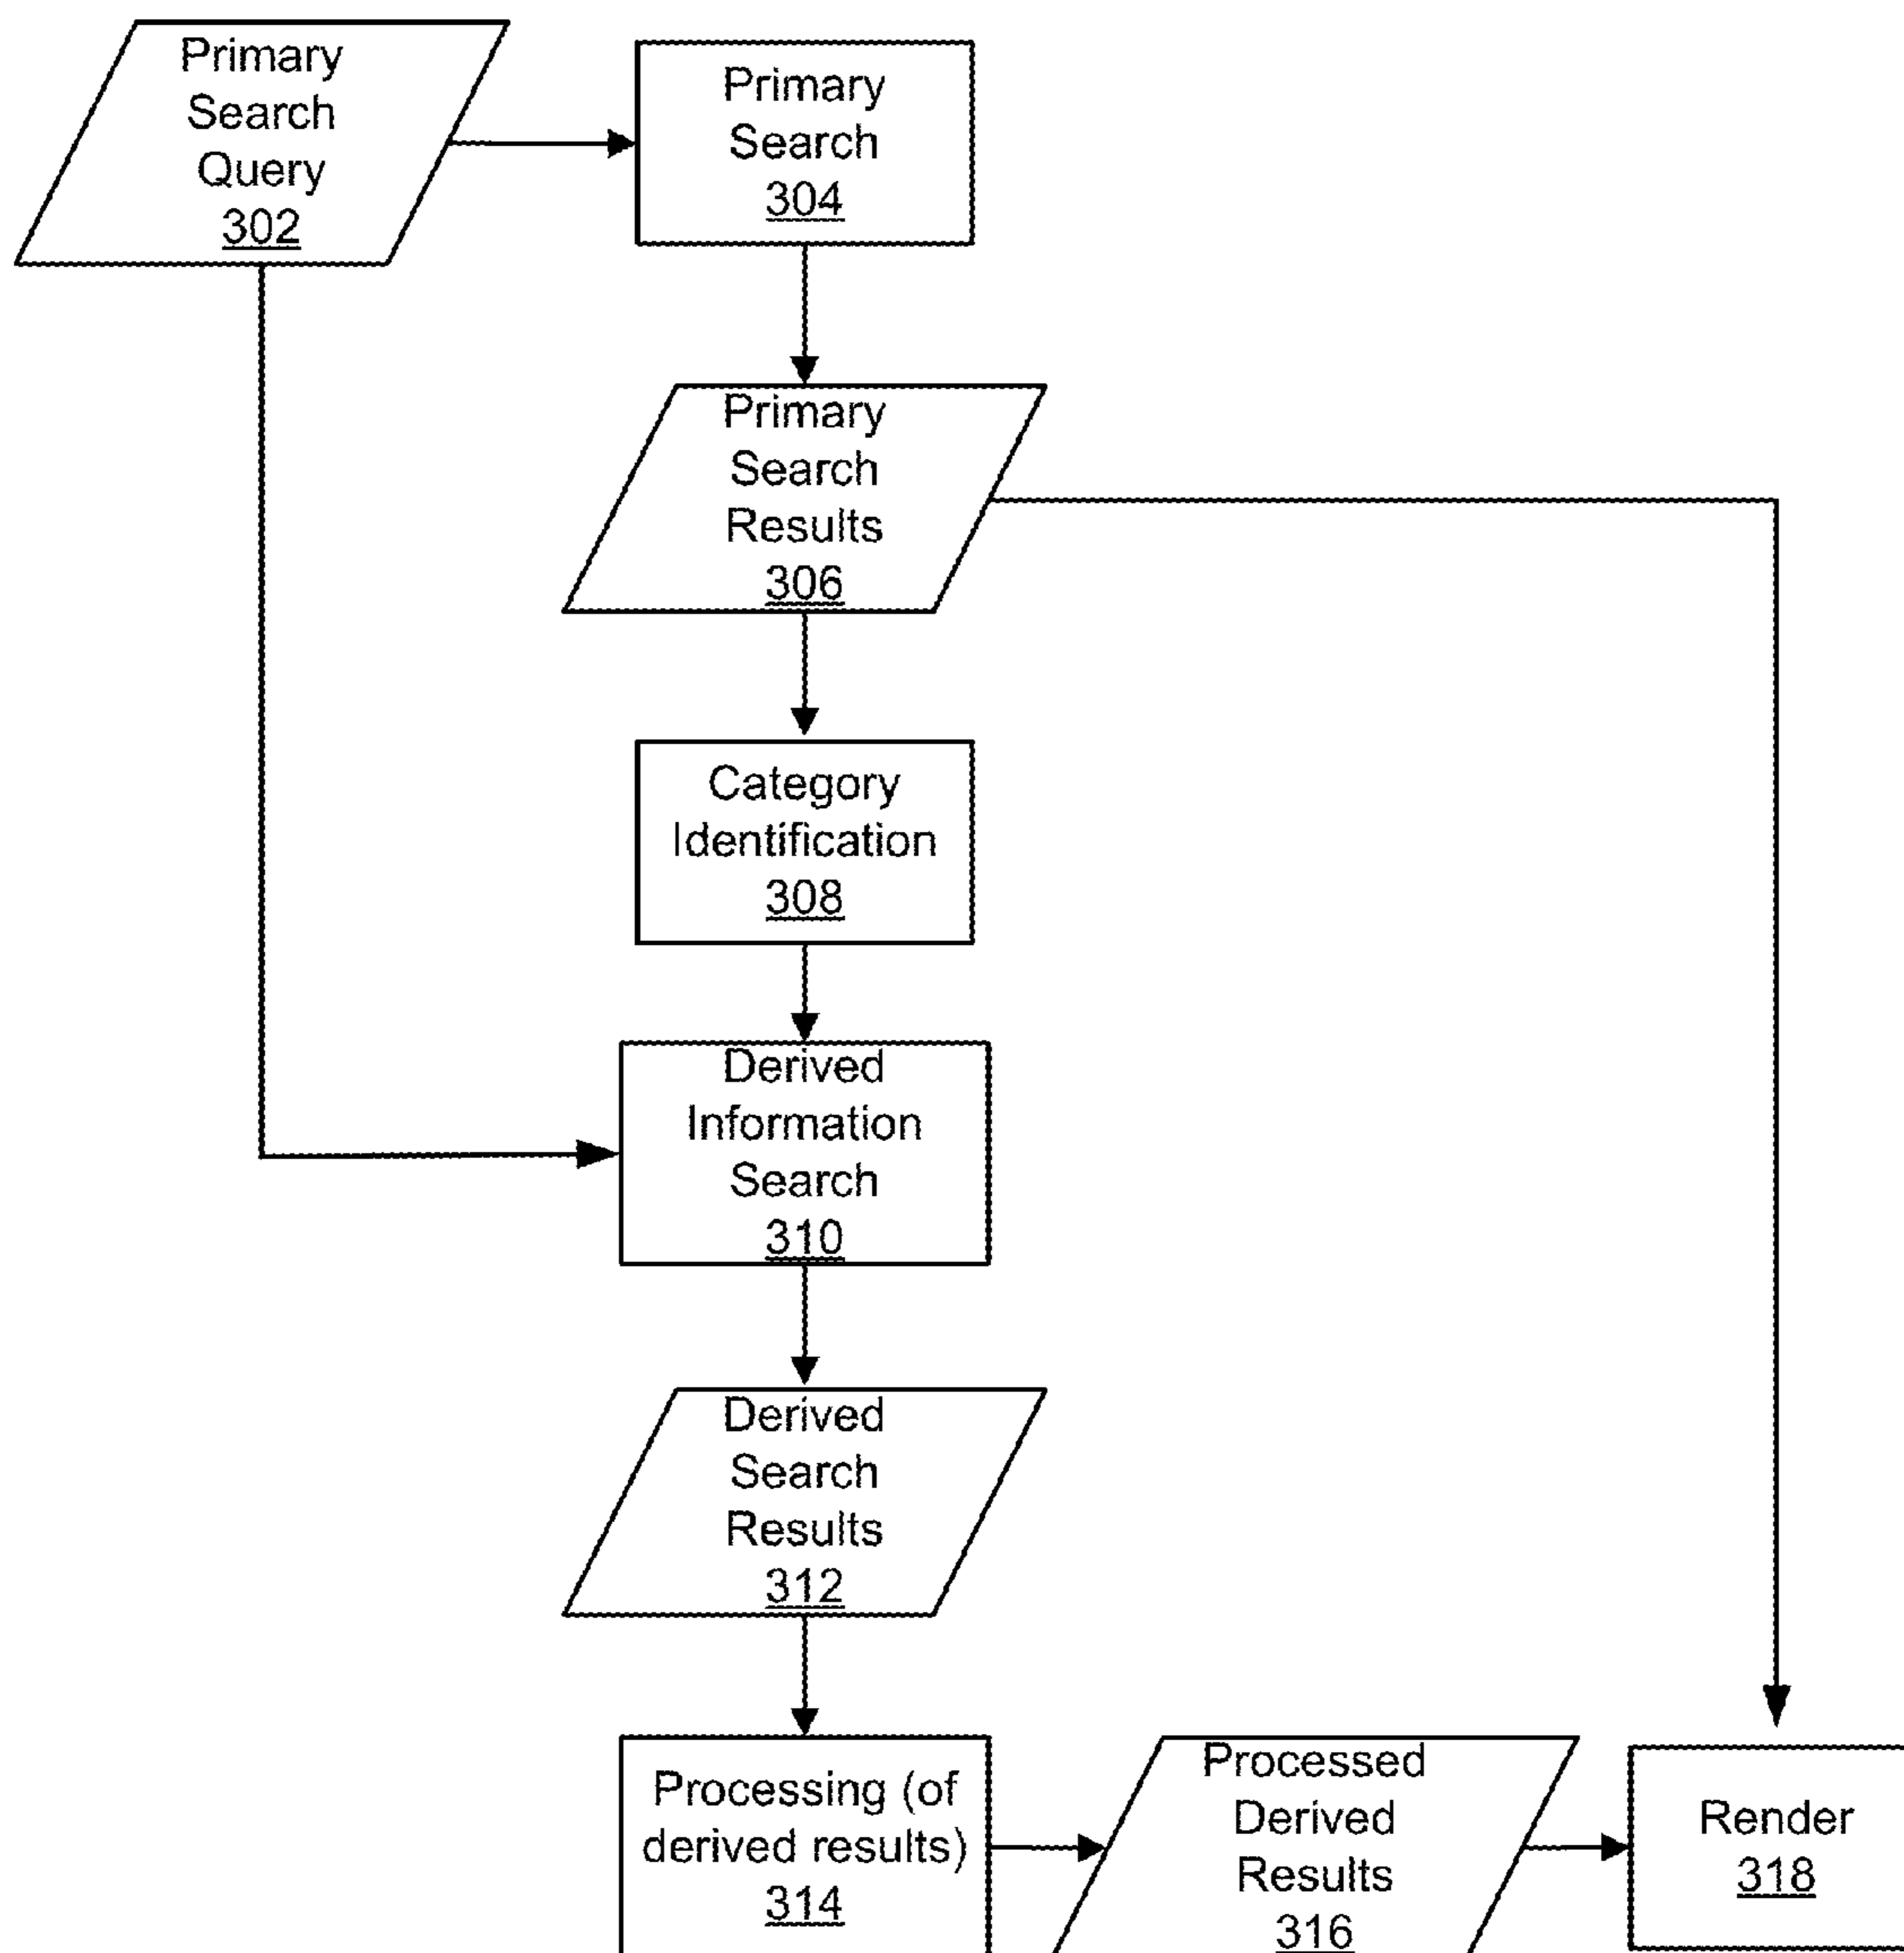 Primary
Search
Query
302
Primary
Search
304
Primary
Search
Results
306
Category
Identification
308
Derived
Information
Search
310
Derived
Search
Results
312
Processing (of
derived results)
314
Processed
Derived
Results
316
Render
318